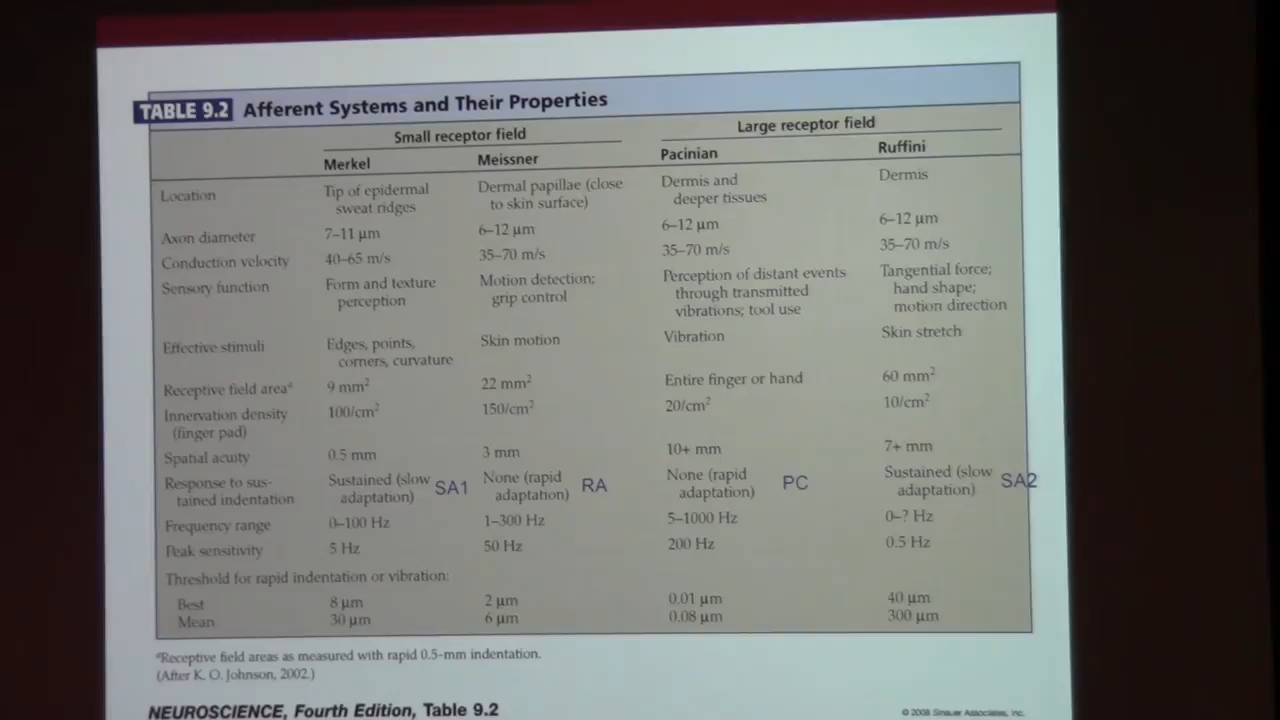 TABLE 9.2 Afferent Systems and Their Properties
Small receptor field Large receptor field
Merkel Meissner Pacinian Ruffini
Location Tip of epidermal sweat ridges Dermal papillae (close to skin surface) Dermis and deeper tissues Dermis
Axon diameter 7–11 µm 6–12 µm 6–12 µm 6–12 µm
Conduction velocity 40–65 m/s 35–70 m/s 35–70 m/s 35–70 m/s
Sensory function Form and texture perception Motion detection; grip control Perception of distant events through transmitted vibrations; tool use Tangential force; hand shape; motion direction
Effective stimuli Edges, points, corners, curvature Skin motion Vibration Skin stretch
Receptive field areaᵃ 9 mm² 22 mm² Entire finger or hand 60 mm²
Innervation density (finger pad) 100/cm² 150/cm² 20/cm² 10/cm²
Spatial acuity 0.5 mm 3 mm 10+ mm 7+ mm
Response to sus-tained indentation Sustained (slow adaptation) SA1 None (rapid adaptation) RA None (rapid adaptation) PC Sustained (slow adaptation) SA2
Frequency range 0–100 Hz 1–300 Hz 5–1000 Hz 0–? Hz
Peak sensitivity 5 Hz 50 Hz 200 Hz 0.5 Hz
Threshold for rapid indentation or vibration:
Best 8 µm 2 µm 0.01 µm 40 µm
Mean 30 µm 6 µm 0.08 µm 300 µm
ᵃReceptive field areas as measured with rapid 0.5-mm indentation.
(After K. O. Johnson, 2002.)
NEUROSCIENCE, Fourth Edition, Table 9.2
© 2008 Sinauer Associates, Inc.